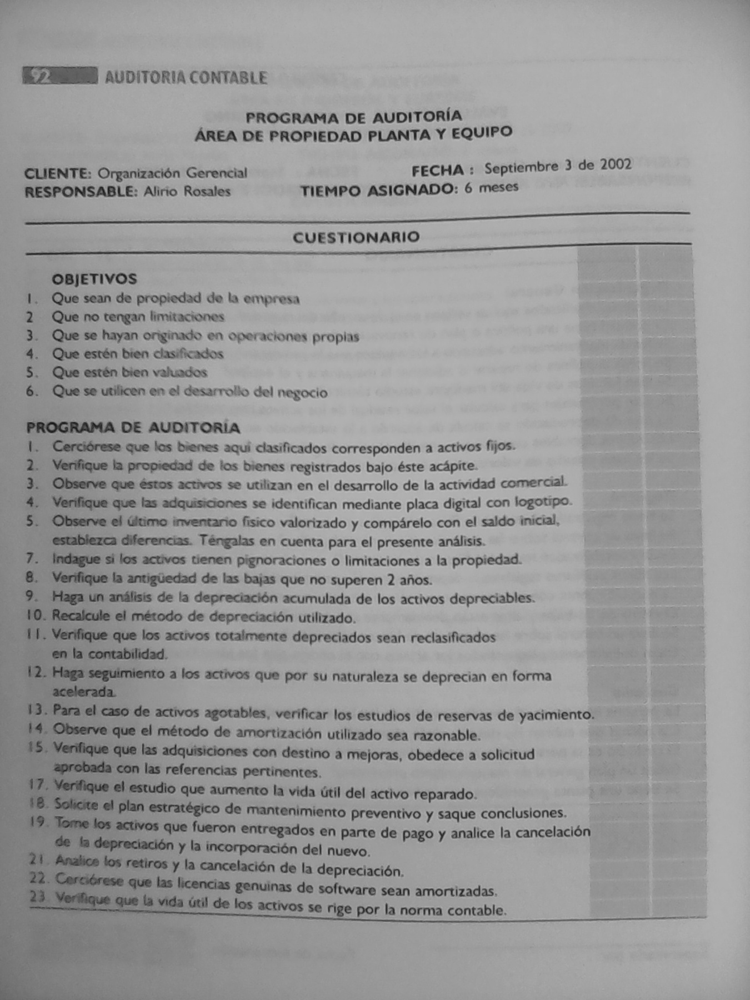 92 AUDITORIA CONTABLE
PROGRAMA DE AUDITORÍA
ÁREA DE PROPIEDAD PLANTA Y EQUIPO
CLIENTE: Organización Gerencial FECHA : Septiembre 3 de 2002
RESPONSABLE: Alirio Rosales TIEMPO ASIGNADO: 6 meses
CUESTIONARIO
OBJETIVOS
1. Que sean de propiedad de la empresa
2 Que no tengan limitaciones
3. Que se hayan originado en operaciones propias
4. Que estén bien clasificados
5. Que estén bien valuados
6. Que se utilicen en el desarrollo del negocio
PROGRAMA DE AUDITORÍA
1. Cerciórese que los bienes aquí clasificados corresponden a activos fijos.
2. Verifique la propiedad de los bienes registrados bajo éste acápite.
3. Observe que éstos activos se utilizan en el desarrollo de la actividad comercial.
4. Verifique que las adquisiciones se identifican mediante placa digital con logotipo.
5. Observe el último inventario físico valorizado y compárelo con el saldo inicial,
establezca diferencias. Téngalas en cuenta para el presente análisis.
7. Indague si los activos tienen pignoraciones o limitaciones a la propiedad.
8. Verifique la antigüedad de las bajas que no superen 2 años.
9. Haga un análisis de la depreciación acumulada de los activos depreciables.
10. Recalcule el método de depreciación utilizado.
11. Verifique que los activos totalmente depreciados sean reclasificados
en la contabilidad.
12. Haga seguimiento a los activos que por su naturaleza se deprecian en forma
acelerada.
13. Para el caso de activos agotables, verificar los estudios de reservas de yacimiento.
14. Observe que el método de amortización utilizado sea razonable.
15. Verifique que las adquisiciones con destino a mejoras, obedece a solicitud
aprobada con las referencias pertinentes.
17. Verifique el estudio que aumento la vida útil del activo reparado.
18. Solicite el plan estratégico de mantenimiento preventivo y saque conclusiones.
19. Tome los activos que fueron entregados en parte de pago y analice la cancelación
de la depreciación y la incorporación del nuevo.
21. Analice los retiros y la cancelación de la depreciación.
22. Cerciórese que las licencias genuinas de software sean amortizadas.
23. Verifique que la vida útil de los activos se rige por la norma contable.